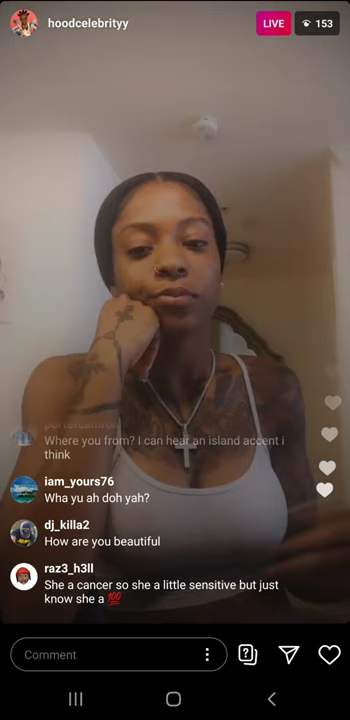 hoodcelebrityy
LIVE
153
Where you from? I can hear an island accent i
think
iam_yours76
Wha yu ah doh yah?
dj_killa2
How are you beautiful
raz3_h3ll
She a cancer so she a little sensitive but just
know she a 💯
Comment